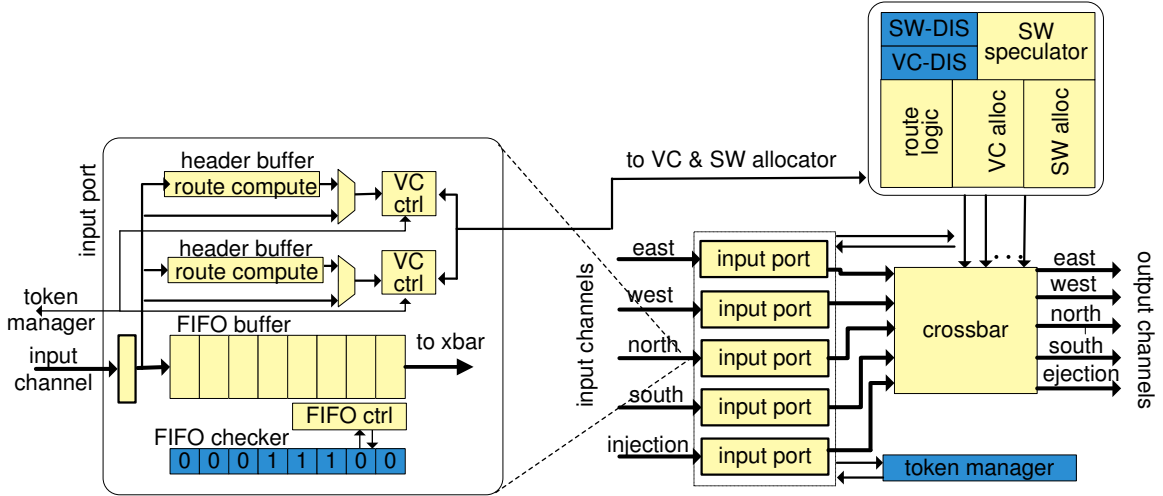 SW-DIS
VC-DIS
SW
speculator
route
logic
VC alloc
SW alloc
to VC & SW allocator
input port
header buffer
route compute
VC
ctrl
header buffer
route compute
VC
ctrl
token
manager
FIFO buffer
input
channel
to xbar
FIFO ctrl
FIFO checker
0 0 0 1 1 1 0 0
input channels
east
west
north
south
injection
input port
input port
input port
input port
input port
crossbar
...
east
west
north
south
ejection
output channels
token manager